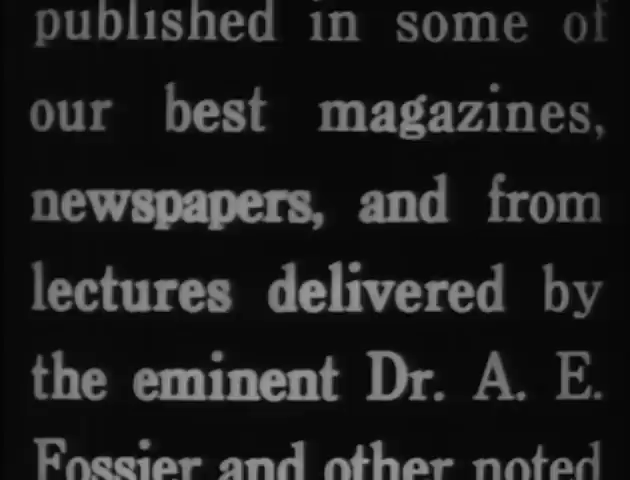 published in some of
our best magazines,
newspapers, and from
lectures delivered by
the eminent Dr. A. E.
Fossier and other noted